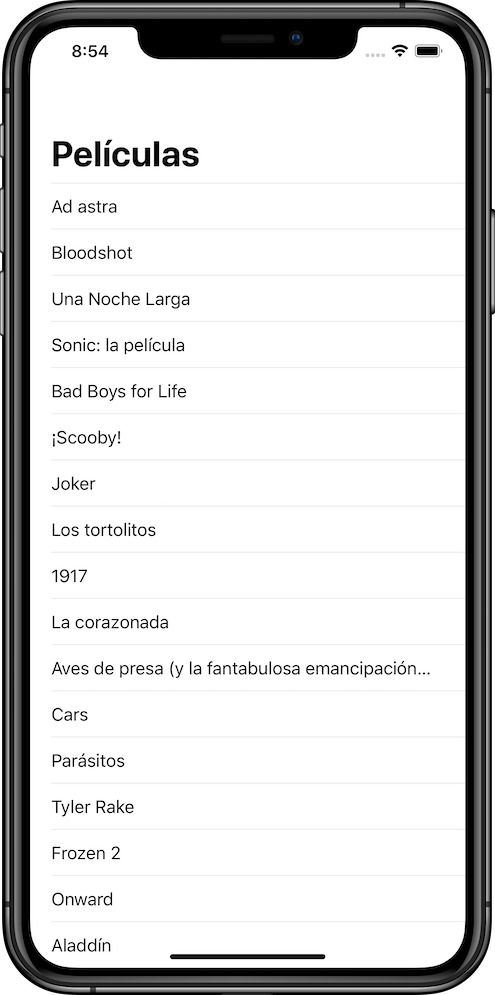 8:54
Películas
Ad astra
Bloodshot
Una Noche Larga
Sonic: la película
Bad Boys for Life
¡Scooby!
Joker
Los tortolitos
1917
La corazonada
Aves de presa (y la fantabulosa emancipación...
Cars
Parásitos
Tyler Rake
Frozen 2
Onward
Aladdín